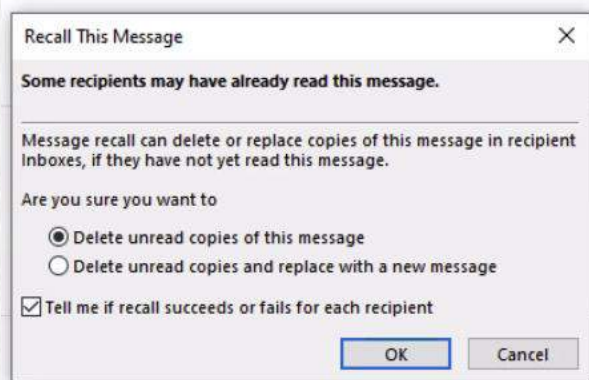 Recall This Message
Some recipients may have already read this message.
Message recall can delete or replace copies of this message in recipient
Inboxes, if they have not yet read this message.
Are you sure you want to
Delete unread copies of this message
Delete unread copies and replace with a new message
Tell me if recall succeeds or fails for each recipient
OK Cancel